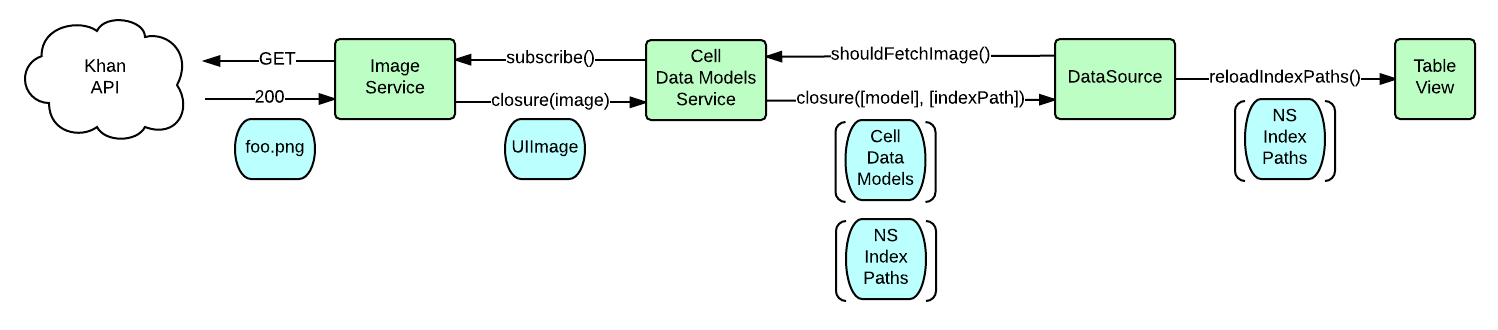 Khan
API
GET
200
foo.png
Image
Service
subscribe()
closure(image)
UIImage
Cell
Data Models
Service
shouldFetchImage()
closure([model], [indexPath])
Cell
Data
Models
NS
Index
Paths
DataSource
reloadIndexPaths()
NS
Index
Paths
Table
View